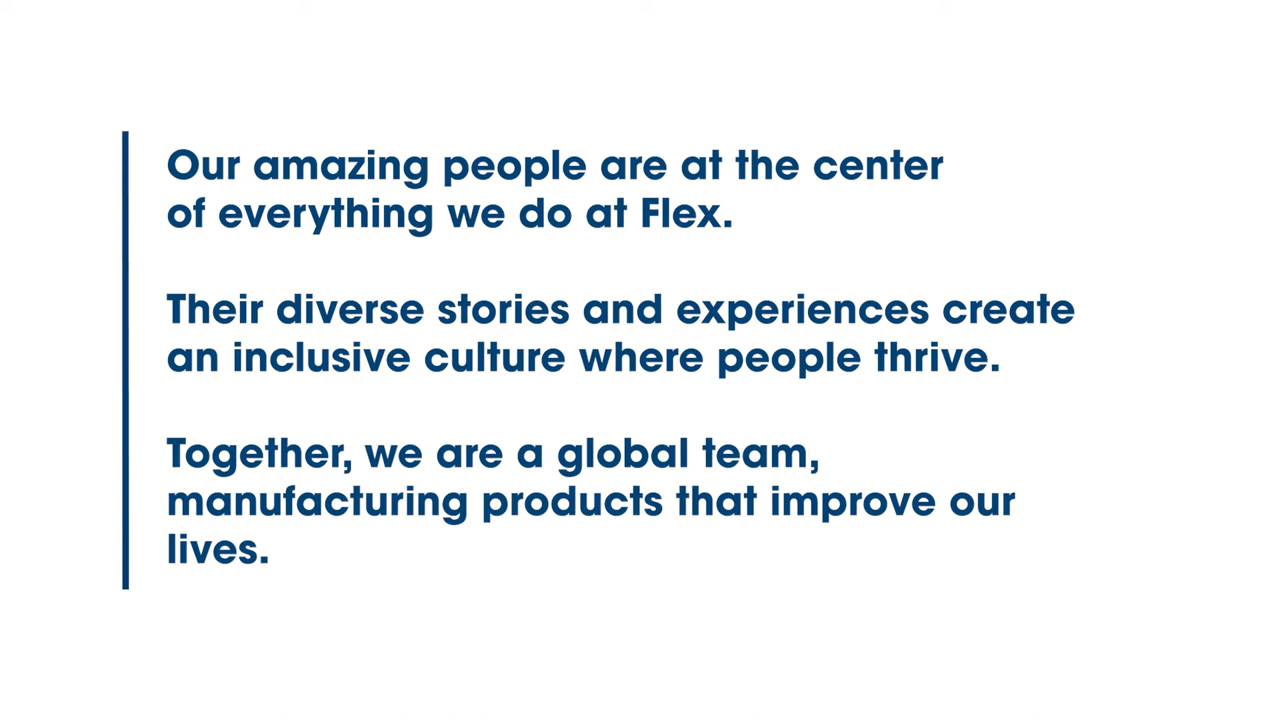 Our amazing people are at the center
of everything we do at Flex.
Their diverse stories and experiences create
an inclusive culture where people thrive.
Together, we are a global team,
manufacturing products that improve our
lives.